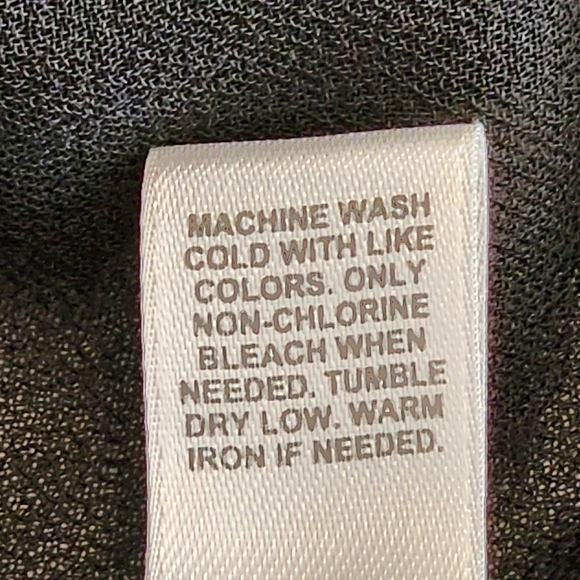 MACHINE WASH
COLD WITH LIKE
COLORS. ONLY
NON-CHLORINE
BLEACH WHEN
NEEDED. TUMBLE
DRY LOW. WARM
IRON IF NEEDED.